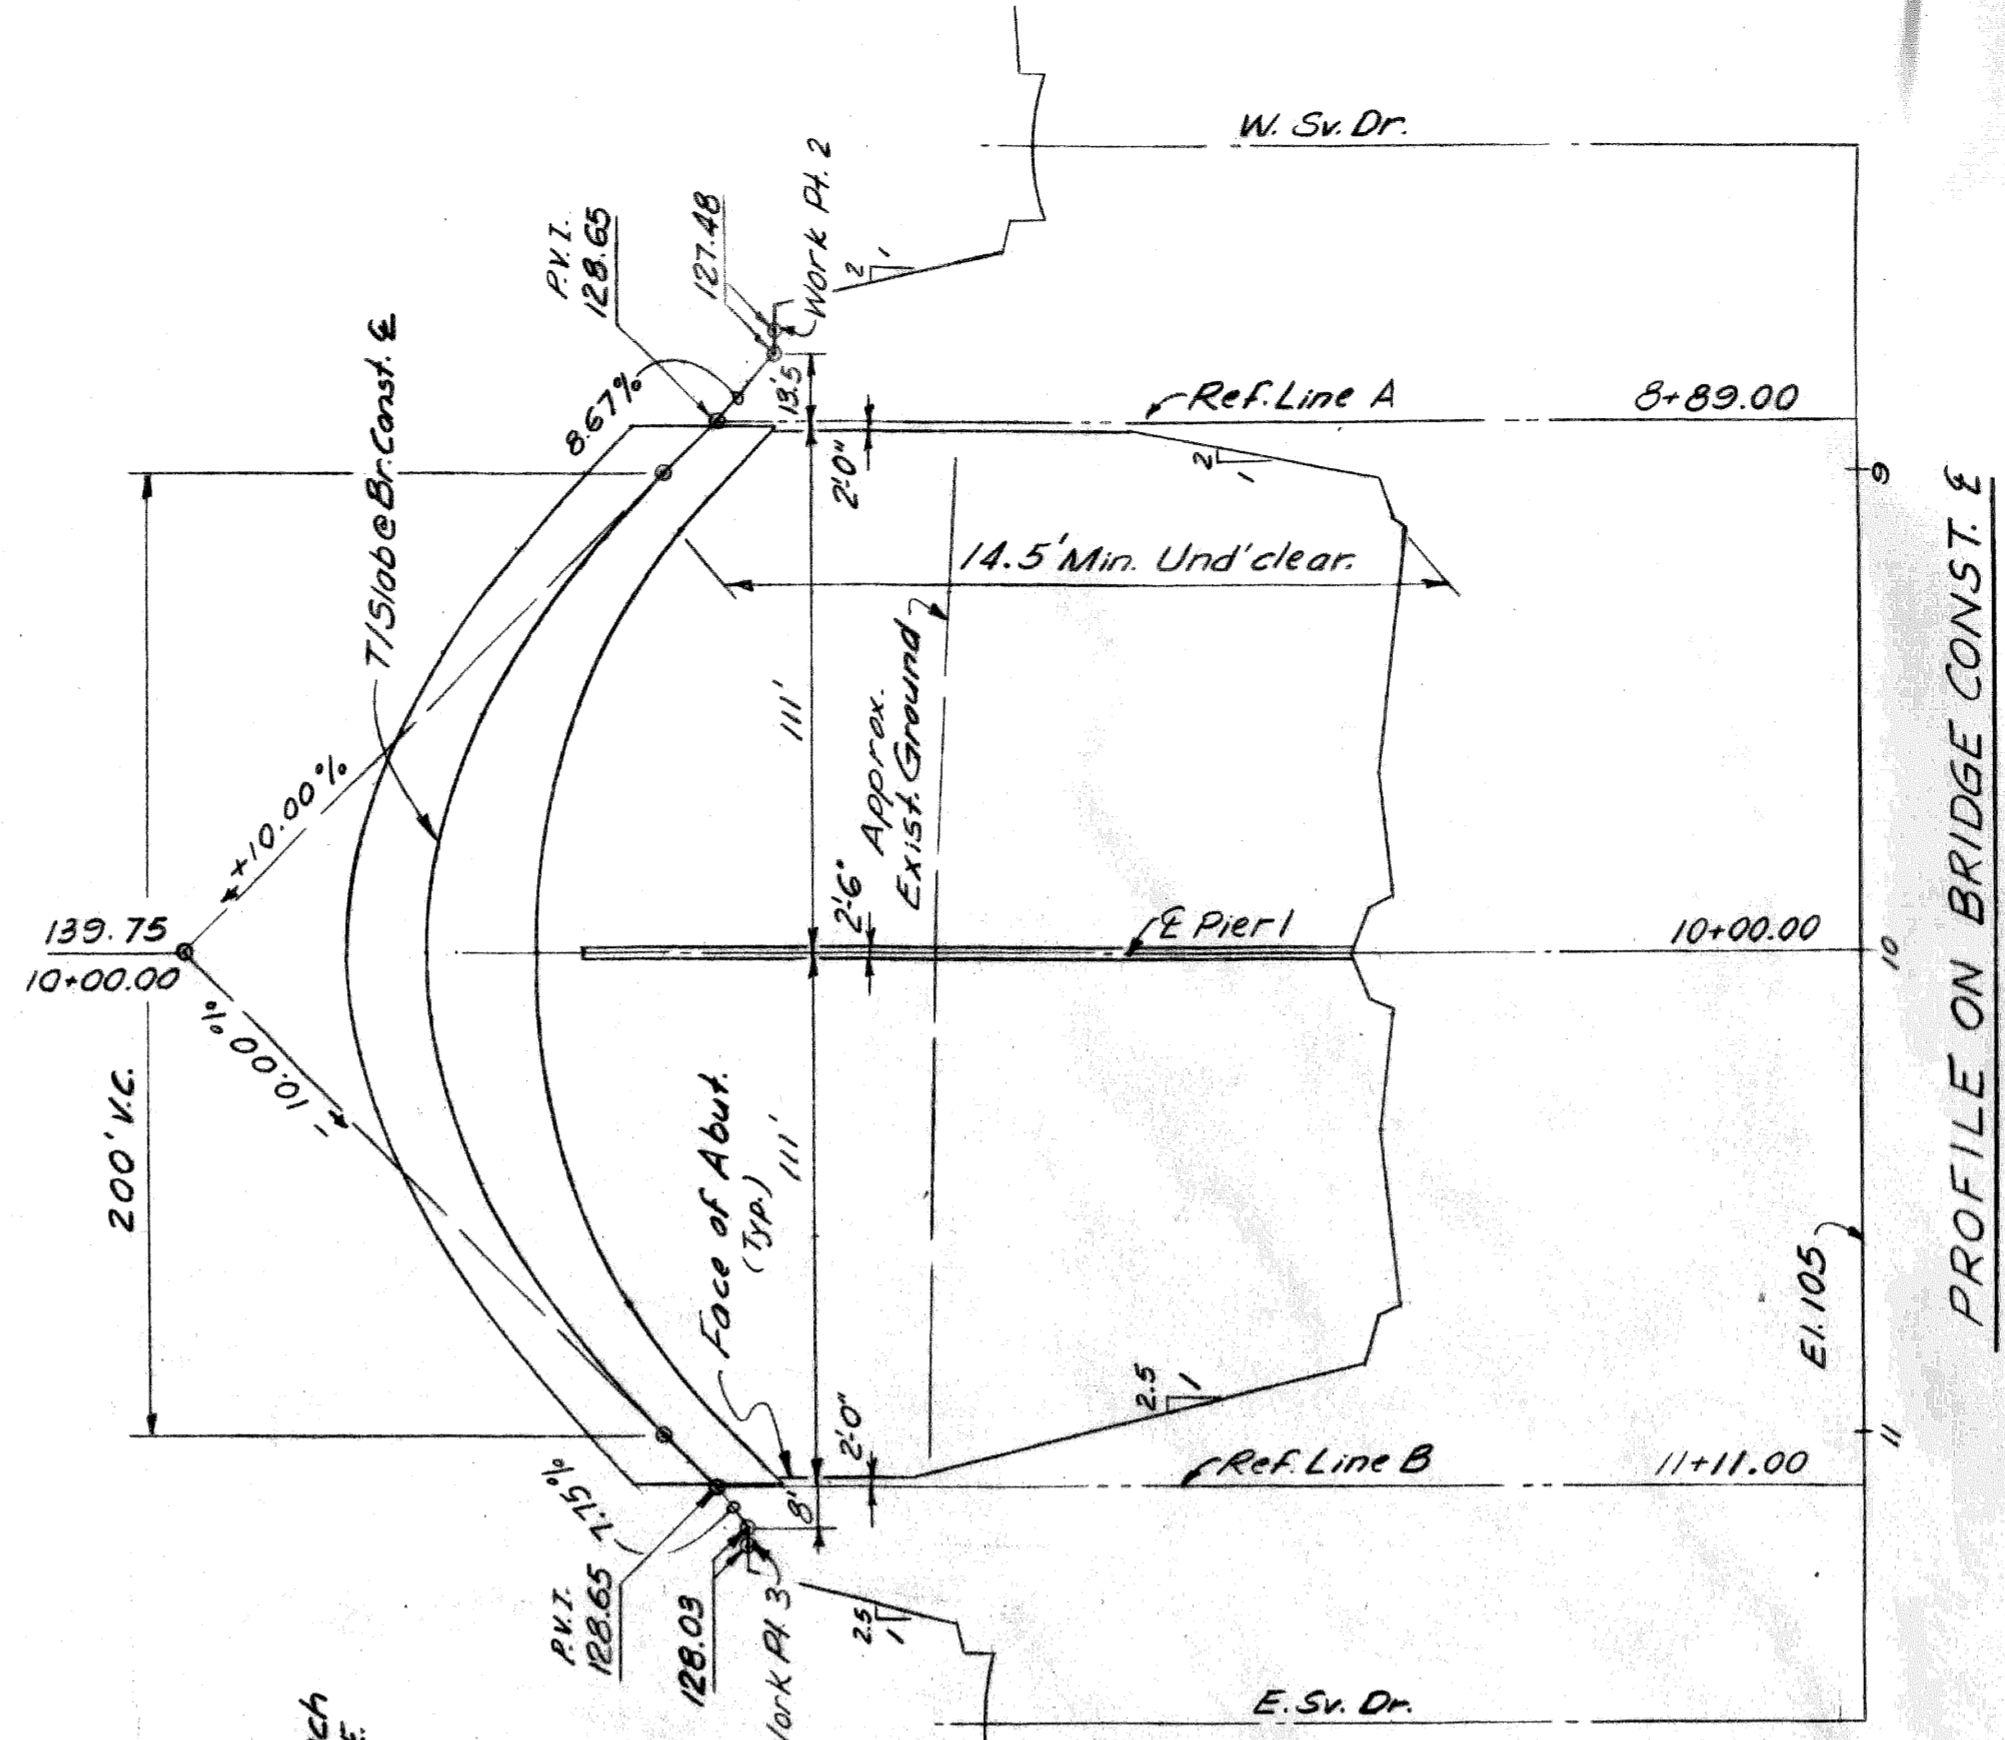 W. Sv. Dr.
Work Pt. 2
P.V.I.
128.65
127.48
2
1
T/Slab@Br.Const. ℄
8.67%
13.5'
Ref. Line A
8+89.00
2'-0"
2
1
9
14.5' Min. Und'clear.
111'
Approx.
Exist. Ground
+10.00%
139.75
10+00.00
2'-6"
℄ Pier 1
10+00.00
10
-10.00%
200' V.C.
Face of Abut.
(Typ.)
111'
El. 105
2.5
1
2'-0"
8'
Ref. Line B
11+11.00
11
7.75%
P.V.I.
128.65
128.03
Pt. 3
2.5
1
E. Sv. Dr.
PROFILE ON BRIDGE CONST. ℄